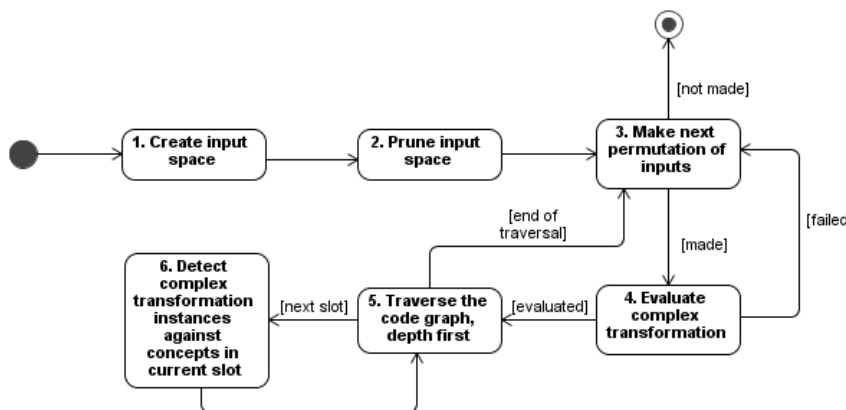 [not made]
1. Create input
space
2. Prune input
space
3. Make next
permutation of
inputs
[end of
traversal]
[made]
[failed]
6. Detect
complex
transformation
instances
against
concepts in
current slot
[next slot]
5. Traverse the
code graph,
depth first
[evaluated]
4. Evaluate
complex
transformation